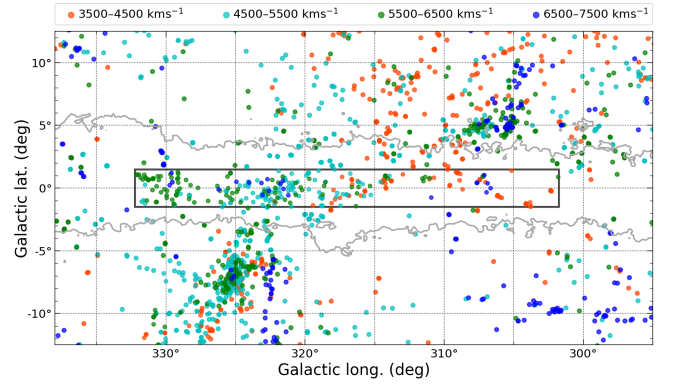 3500–4500 kms⁻¹ 4500–5500 kms⁻¹ 5500–6500 kms⁻¹ 6500–7500 kms⁻¹
10°
5°
0°
-5°
-10°
Galactic lat. (deg)
330° 320° 310° 300°
Galactic long. (deg)